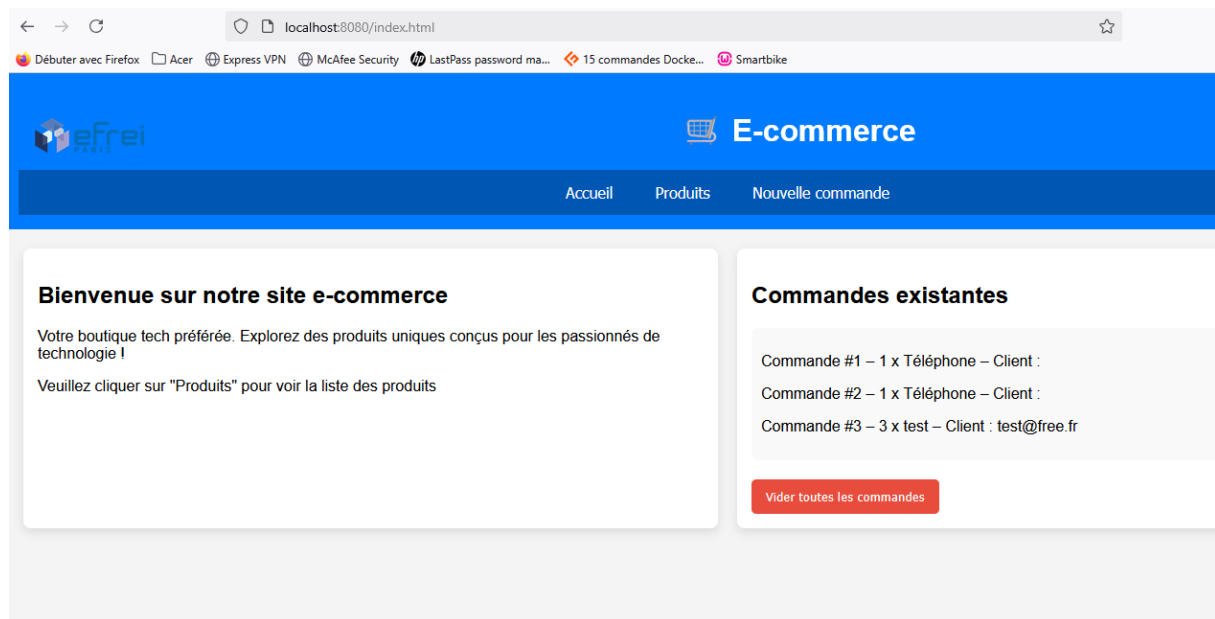 localhost:8080/index.html
Débuter avec Firefox Acer Express VPN McAfee Security LastPass password ma... 15 commandes Docke... Smartbike
efrei
PARIS
E-commerce
Accueil Produits Nouvelle commande
Bienvenue sur notre site e-commerce
Votre boutique tech préférée. Explorez des produits uniques conçus pour les passionnés de
technologie !
Veuillez cliquer sur "Produits" pour voir la liste des produits
Commandes existantes
Commande #1 – 1 x Téléphone – Client :
Commande #2 – 1 x Téléphone – Client :
Commande #3 – 3 x test – Client : test@free.fr
Vider toutes les commandes